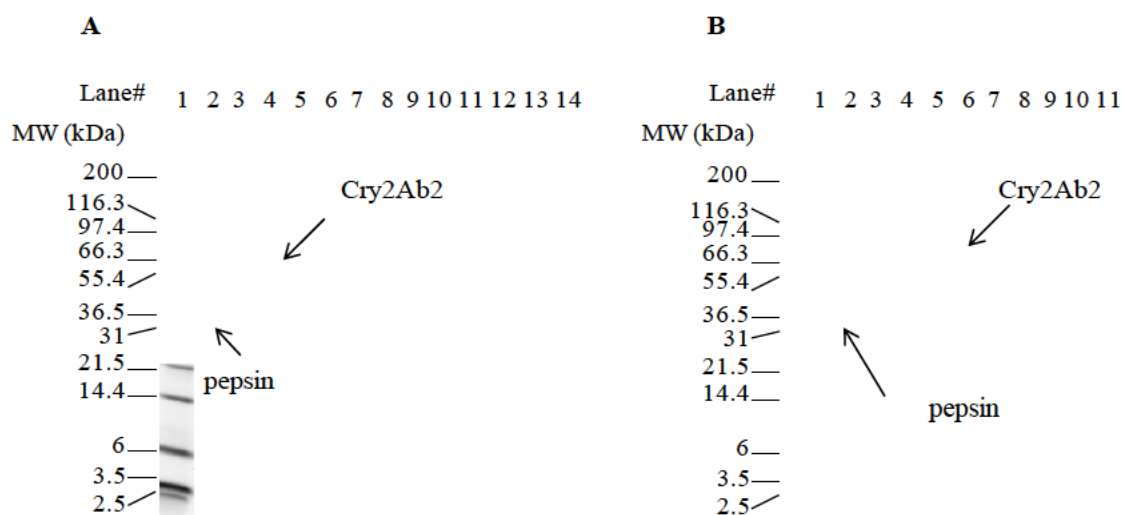 A
Lane# 1 2 3 4 5 6 7 8 9 10 11 12 13 14
MW (kDa)
200
Cry2Ab2
116.3
97.4
66.3
55.4
36.5
31
21.5
pepsin
14.4
6
3.5
2.5
B
Lane# 1 2 3 4 5 6 7 8 9 10 11
MW (kDa)
200
Cry2Ab2
116.3
97.4
66.3
55.4
36.5
31
21.5
14.4
pepsin
6
3.5
2.5